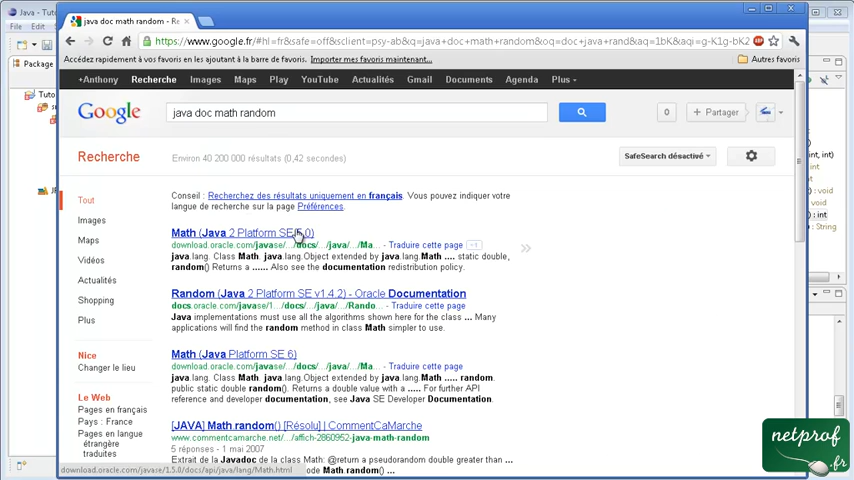 Java - Tuto
File Edit
Package
Tutor
java doc math random - Re
https://www.google.fr/#hl=fr&safe=off&sclient=psy-ab&q=java+doc+math+random&oq=doc+java+rand&aq=1bK&aqi=g-K1g-bK2
Accédez rapidement à vos favoris en les ajoutant à la barre de favoris. Importer mes favoris maintenant...
Autres favoris
+Anthony Recherche Images Maps Play YouTube Actualités Gmail Documents Agenda Plus
Google
java doc math random
0
+ Partager
Recherche
Environ 40 200 000 résultats (0,42 secondes)
SafeSearch désactivé
Tout
Images
Maps
Vidéos
Actualités
Shopping
Plus
Nice
Changer le lieu
Le Web
Pages en français
Pays : France
Pages en langue
étrangère
traduites
Conseil : Recherchez des résultats uniquement en français. Vous pouvez indiquer votre
langue de recherche sur la page Préférences.
Math (Java 2 Platform SE 5.0)
download.oracle.com/javase/.../docs/.../java/.../Ma... - Traduire cette page
java.lang. Class Math. java.lang.Object extended by java.lang.Math .... static double,
random() Returns a ...... Also see the documentation redistribution policy.
Random (Java 2 Platform SE v1.4.2) - Oracle Documentation
docs.oracle.com/javase/1.../docs/.../java/.../Rando... - Traduire cette page
Java implementations must use all the algorithms shown here for the class ... Many
applications will find the random method in class Math simpler to use.
Math (Java Platform SE 6)
download.oracle.com/javase/.../docs/.../java/.../Ma... - Traduire cette page
java.lang. Class Math. java.lang.Object extended by java.lang.Math ..... random.
public static double random(). Returns a double value with a ..... For further API
reference and developer documentation, see Java SE Developer Documentation.
[JAVA] Math.random() [Résolu] | CommentCaMarche
www.commentcamarche.net/.../affich-2860952-java-math-random
5 réponses - 1 mai 2007
Extrait de la Javadoc de la class Math: @return a pseudorandom double greater than ...
ode Math random() ...
download.oracle.com/javase/1.5.0/docs/api/java/lang/Math.html
int, int)
) : void
: void
) : int
String
netprof
.fr